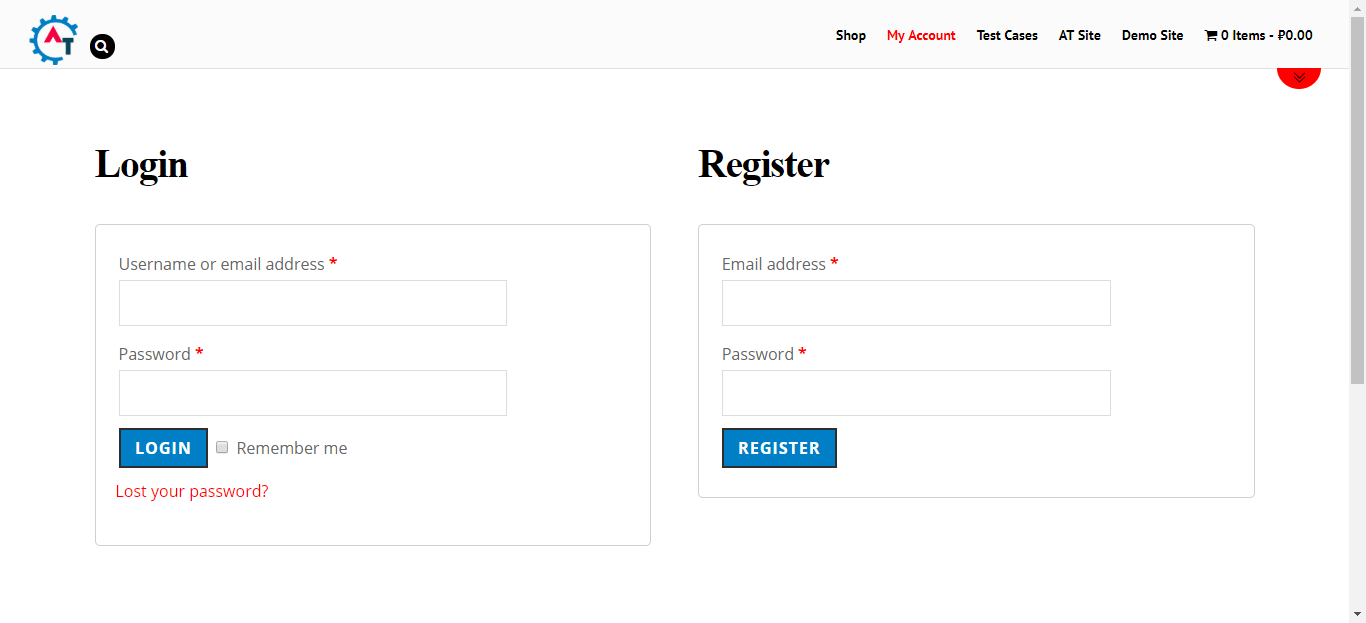 AT
Shop My Account Test Cases AT Site Demo Site 0 Items - ₽0.00
Login
Username or email address *
Password *
LOGIN Remember me
Lost your password?
Register
Email address *
Password *
REGISTER